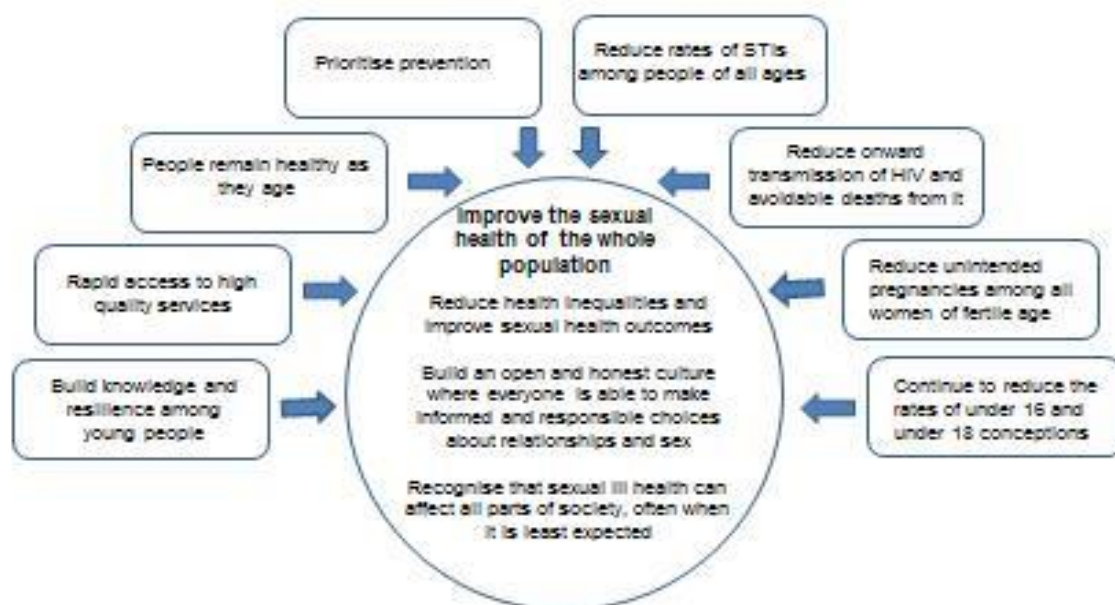 Prioritise prevention
Reduce rates of STIs
among people of all ages
People remain healthy as
they age
Reduce onward
transmission of HIV and
avoidable deaths from it
Rapid access to high
quality services
Reduce unintended
pregnancies among all
women of fertile age
Build knowledge and
resilience among
young people
Continue to reduce the
rates of under 16 and
under 18 conceptions
Improve the sexual
health of the whole
population
Reduce health inequalities and
improve sexual health outcomes
Build an open and honest culture
where everyone is able to make
informed and responsible choices
about relationships and sex
Recognise that sexual ill health can
affect all parts of society, often when
it is least expected